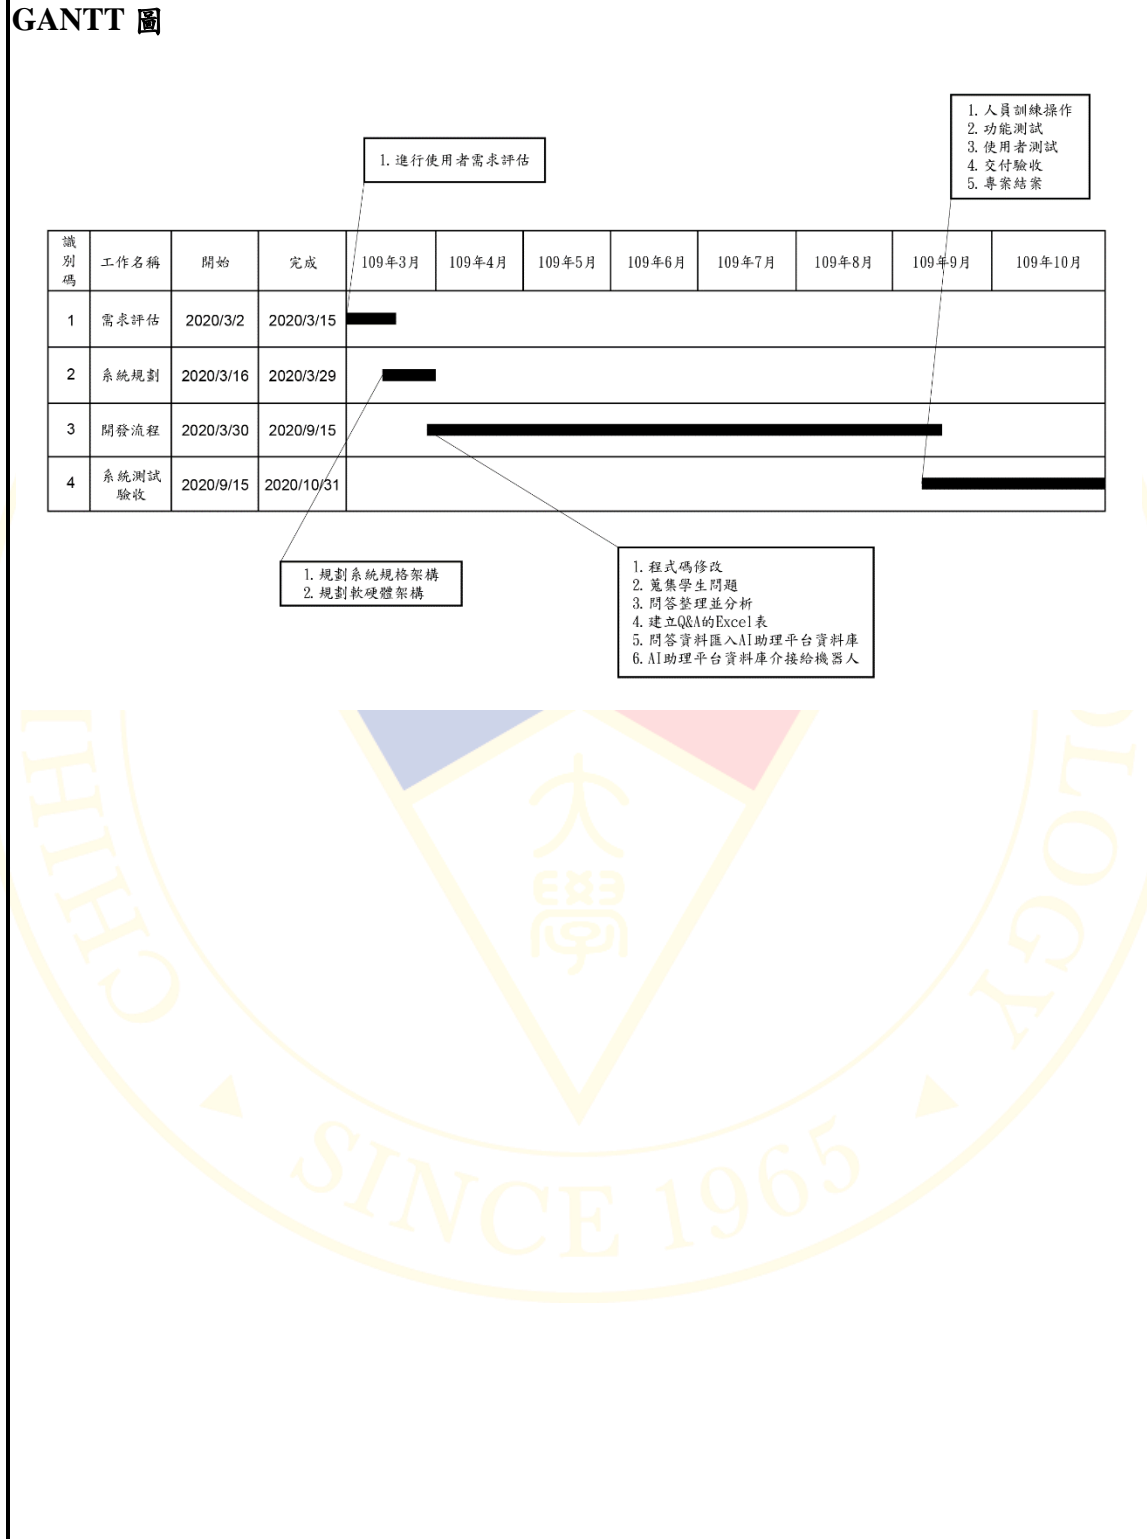 GANTT 圖
1. 人員訓練操作
2. 功能測試
3. 使用者測試
4. 交付驗收
5. 專案結案
1. 進行使用者需求評估
識別碼 工作名稱 開始 完成 109年3月 109年4月 109年5月 109年6月 109年7月 109年8月 109年9月 109年10月
1 需求評估 2020/3/2 2020/3/15
2 系統規劃 2020/3/16 2020/3/29
3 開發流程 2020/3/30 2020/9/15
4 系統測試驗收 2020/9/15 2020/10/31
1. 規劃系統規格架構
2. 規劃軟硬體架構
1. 程式碼修改
2. 蒐集學生問題
3. 問答整理並分析
4. 建立Q&A的Excel表
5. 問答資料匯入AI助理平台資料庫
6. AI助理平台資料庫介接給機器人
大學
CHIHL
OLOGY
SINCE 1965